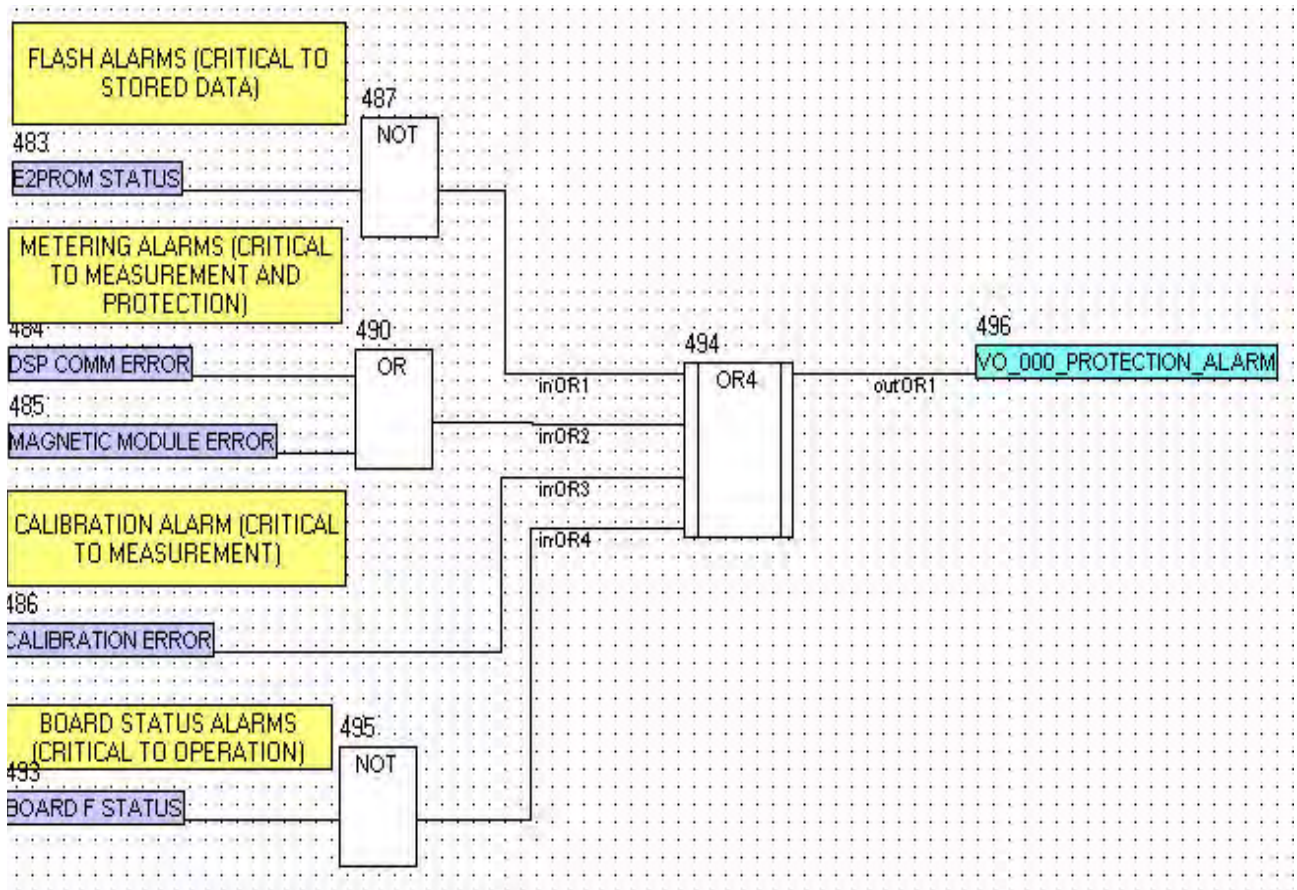 FLASH ALARMS (CRITICAL TO
STORED DATA)
487
NOT
483
E2PROM STATUS
METERING ALARMS (CRITICAL
TO MEASUREMENT AND
PROTECTION)
484
490
494
496
DSP COMM ERROR
OR
OR4
VO_000_PROTECTION_ALARM
inOR1
outOR1
485
MAGNETIC MODULE ERROR
inOR2
inOR3
CALIBRATION ALARM (CRITICAL
TO MEASUREMENT)
inOR4
486
CALIBRATION ERROR
BOARD STATUS ALARMS
(CRITICAL TO OPERATION)
495
NOT
493
BOARD F STATUS